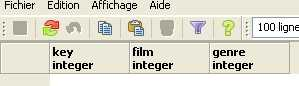 Fichier Edition Affichage Aide
100 ligne
key film genre
integer integer integer